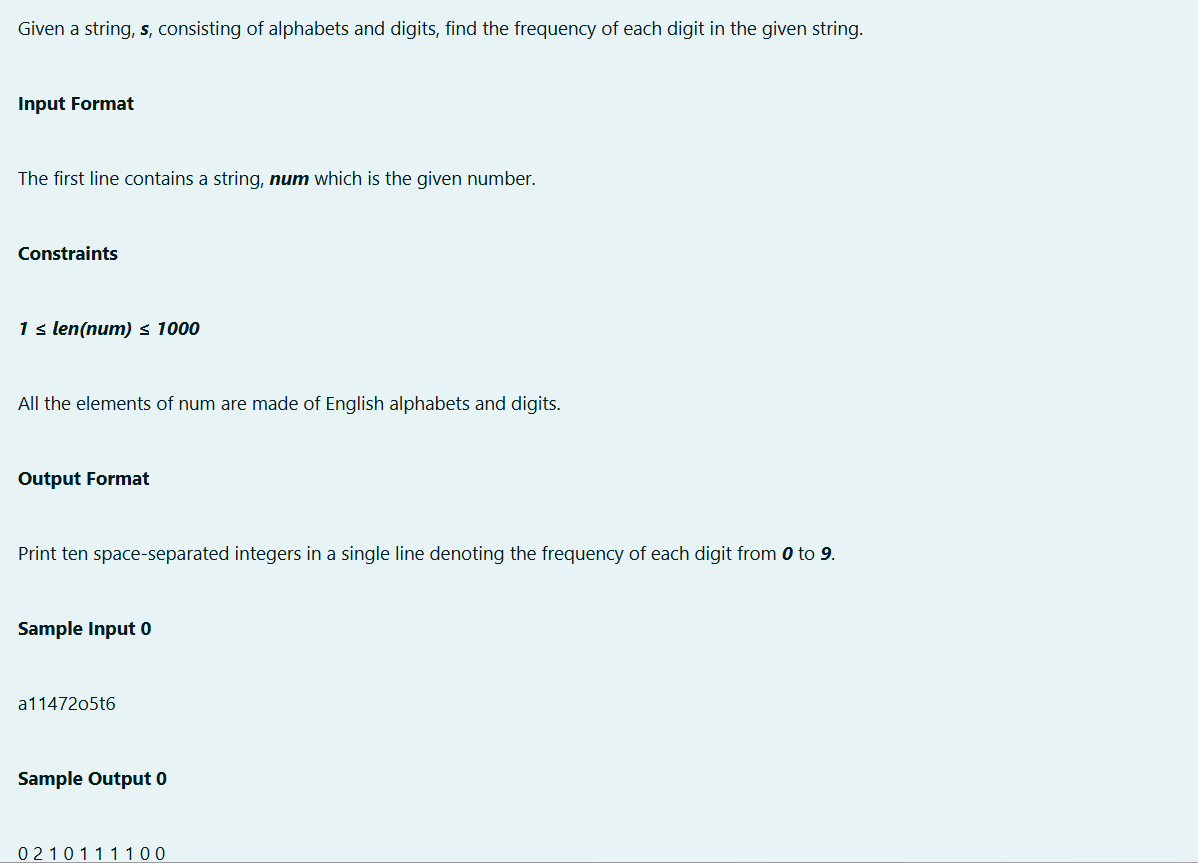 Given a string, s, consisting of alphabets and digits, find the frequency of each digit in the given string.
Input Format
The first line contains a string, num which is the given number.
Constraints
1 ≤ len(num) ≤ 1000
All the elements of num are made of English alphabets and digits.
Output Format
Print ten space-separated integers in a single line denoting the frequency of each digit from 0 to 9.
Sample Input 0
a11472o5t6
Sample Output 0
0 2 1 0 1 1 1 1 0 0